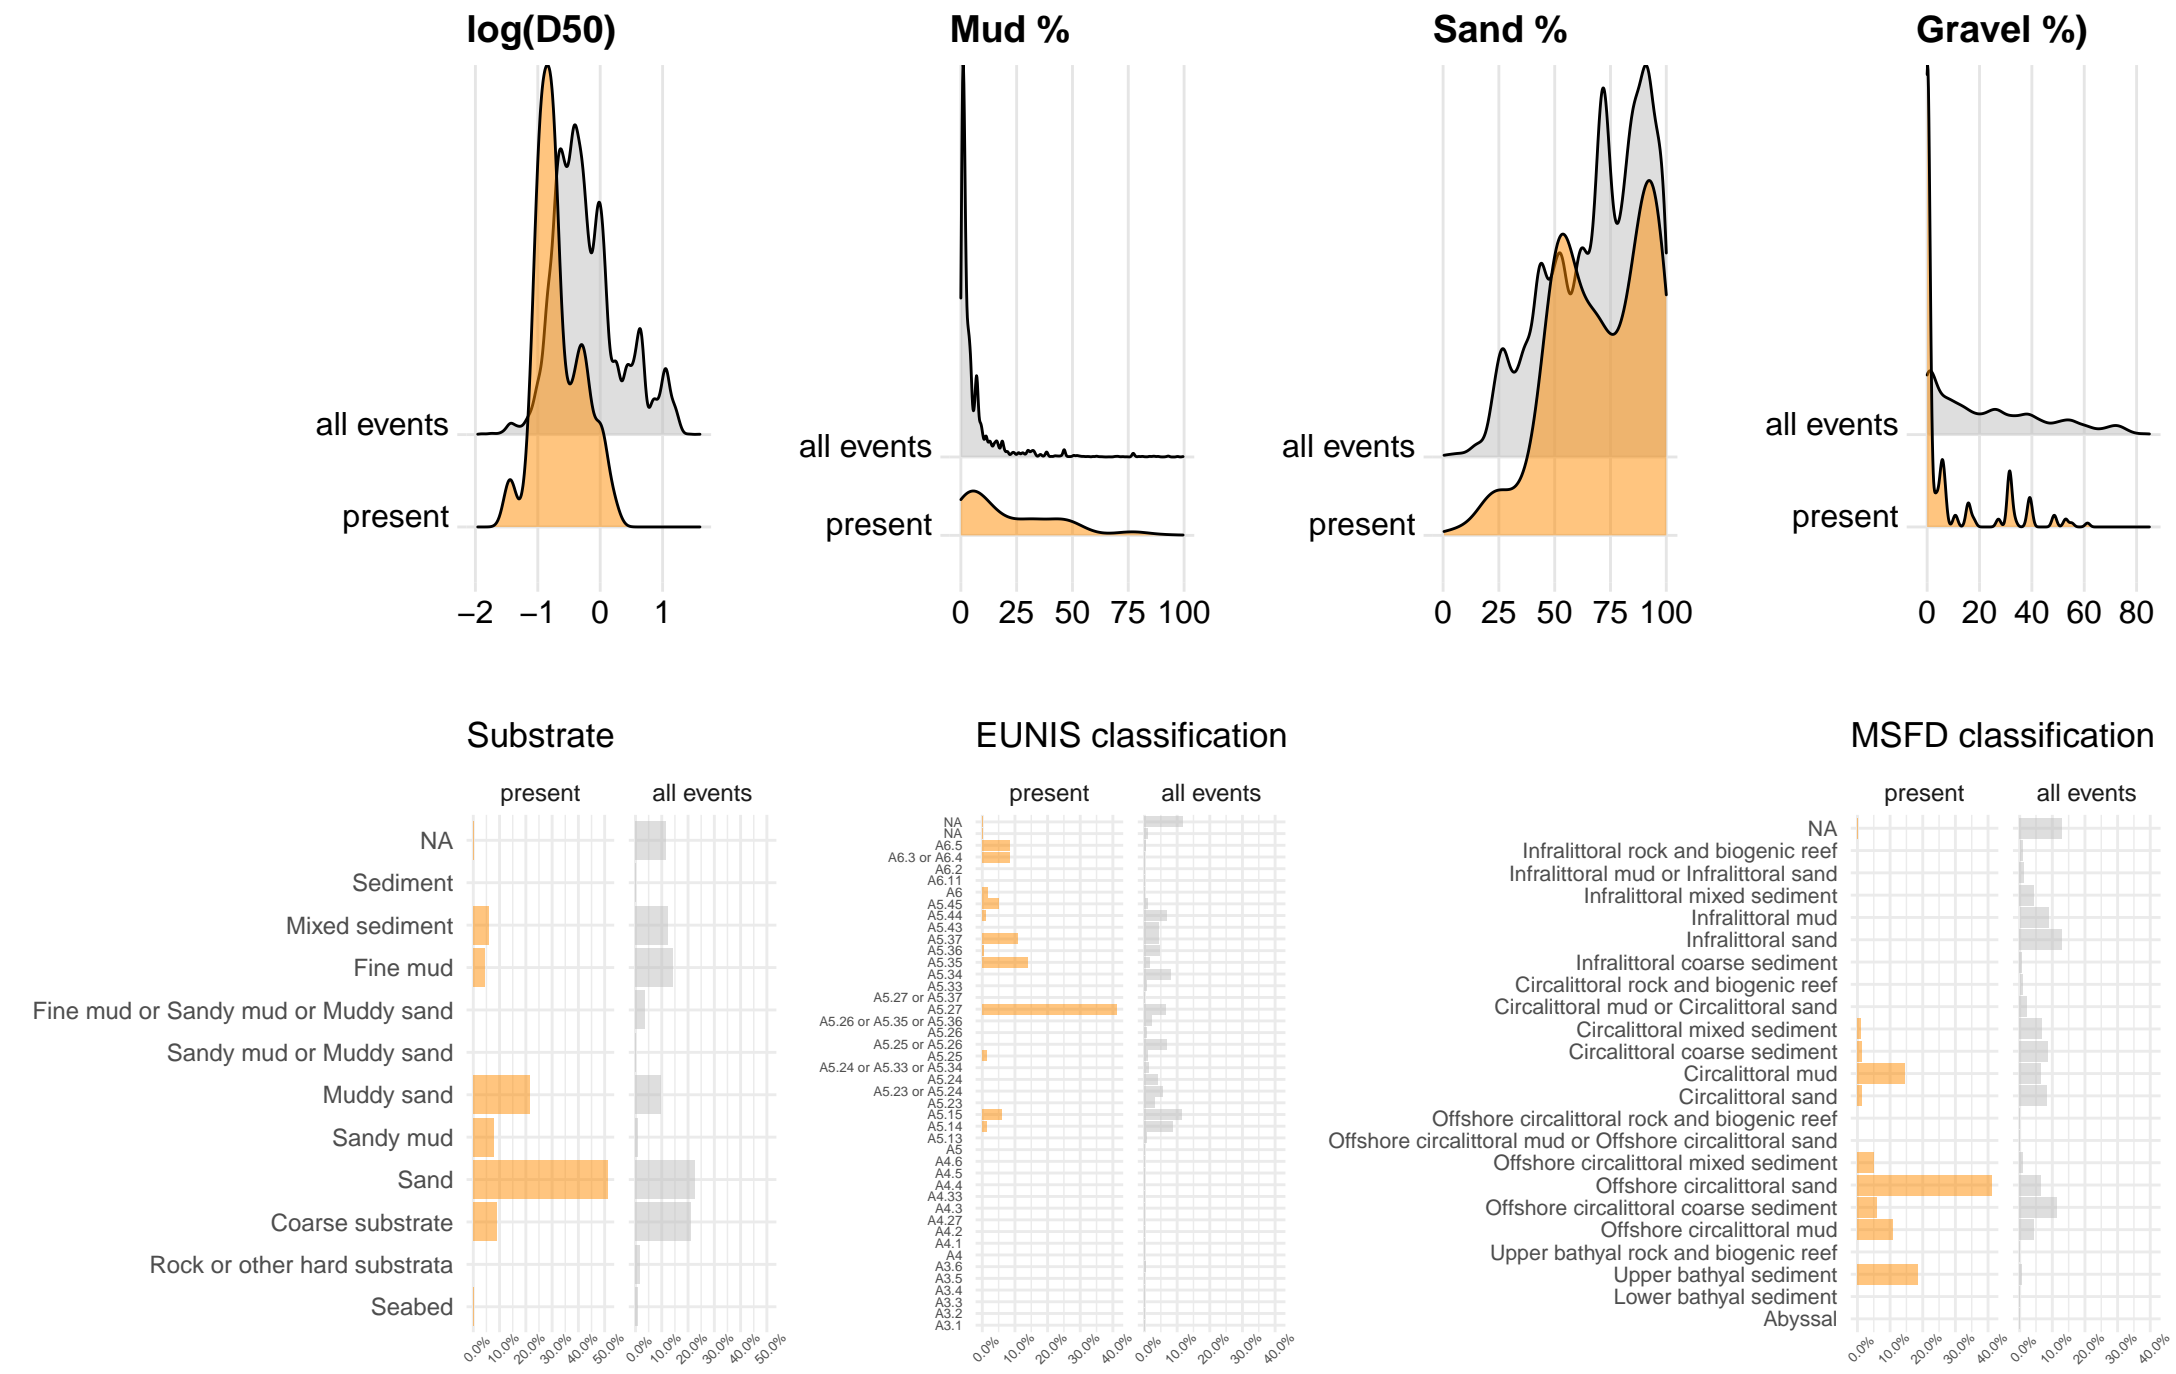 log(D50)
Mud %
Sand %
Gravel %)
all events
present
−2 −1 0 1
all events
present
0 25 50 75 100
all events
present
0 25 50 75 100
all events
present
0 20 40 60 80
Substrate
present all events
NA
Sediment
Mixed sediment
Fine mud
Fine mud or Sandy mud or Muddy sand
Sandy mud or Muddy sand
Muddy sand
Sandy mud
Sand
Coarse substrate
Rock or other hard substrata
Seabed
0.0% 10.0% 20.0% 30.0% 40.0% 50.0% 0.0% 10.0% 20.0% 30.0% 40.0% 50.0%
EUNIS classification
present all events
NA
NA
A6.5
A6.3 or A6.4
A6.2
A6.11
A6
A5.45
A5.44
A5.43
A5.37
A5.36
A5.35
A5.34
A5.33
A5.27 or A5.37
A5.27
A5.26 or A5.35 or A5.36
A5.26
A5.25 or A5.26
A5.25
A5.24 or A5.33 or A5.34
A5.24
A5.23 or A5.24
A5.23
A5.15
A5.14
A5.13
A5
A4.6
A4.5
A4.4
A4.33
A4.3
A4.27
A4.2
A4.1
A4
A3.6
A3.5
A3.4
A3.3
A3.2
A3.1
0.0% 10.0% 20.0% 30.0% 40.0% 0.0% 10.0% 20.0% 30.0% 40.0%
MSFD classification
present all events
NA
Infralittoral rock and biogenic reef
Infralittoral mud or Infralittoral sand
Infralittoral mixed sediment
Infralittoral mud
Infralittoral sand
Infralittoral coarse sediment
Circalittoral rock and biogenic reef
Circalittoral mud or Circalittoral sand
Circalittoral mixed sediment
Circalittoral coarse sediment
Circalittoral mud
Circalittoral sand
Offshore circalittoral rock and biogenic reef
Offshore circalittoral mud or Offshore circalittoral sand
Offshore circalittoral mixed sediment
Offshore circalittoral sand
Offshore circalittoral coarse sediment
Offshore circalittoral mud
Upper bathyal rock and biogenic reef
Upper bathyal sediment
Lower bathyal sediment
Abyssal
0.0% 10.0% 20.0% 30.0% 40.0% 0.0% 10.0% 20.0% 30.0% 40.0%